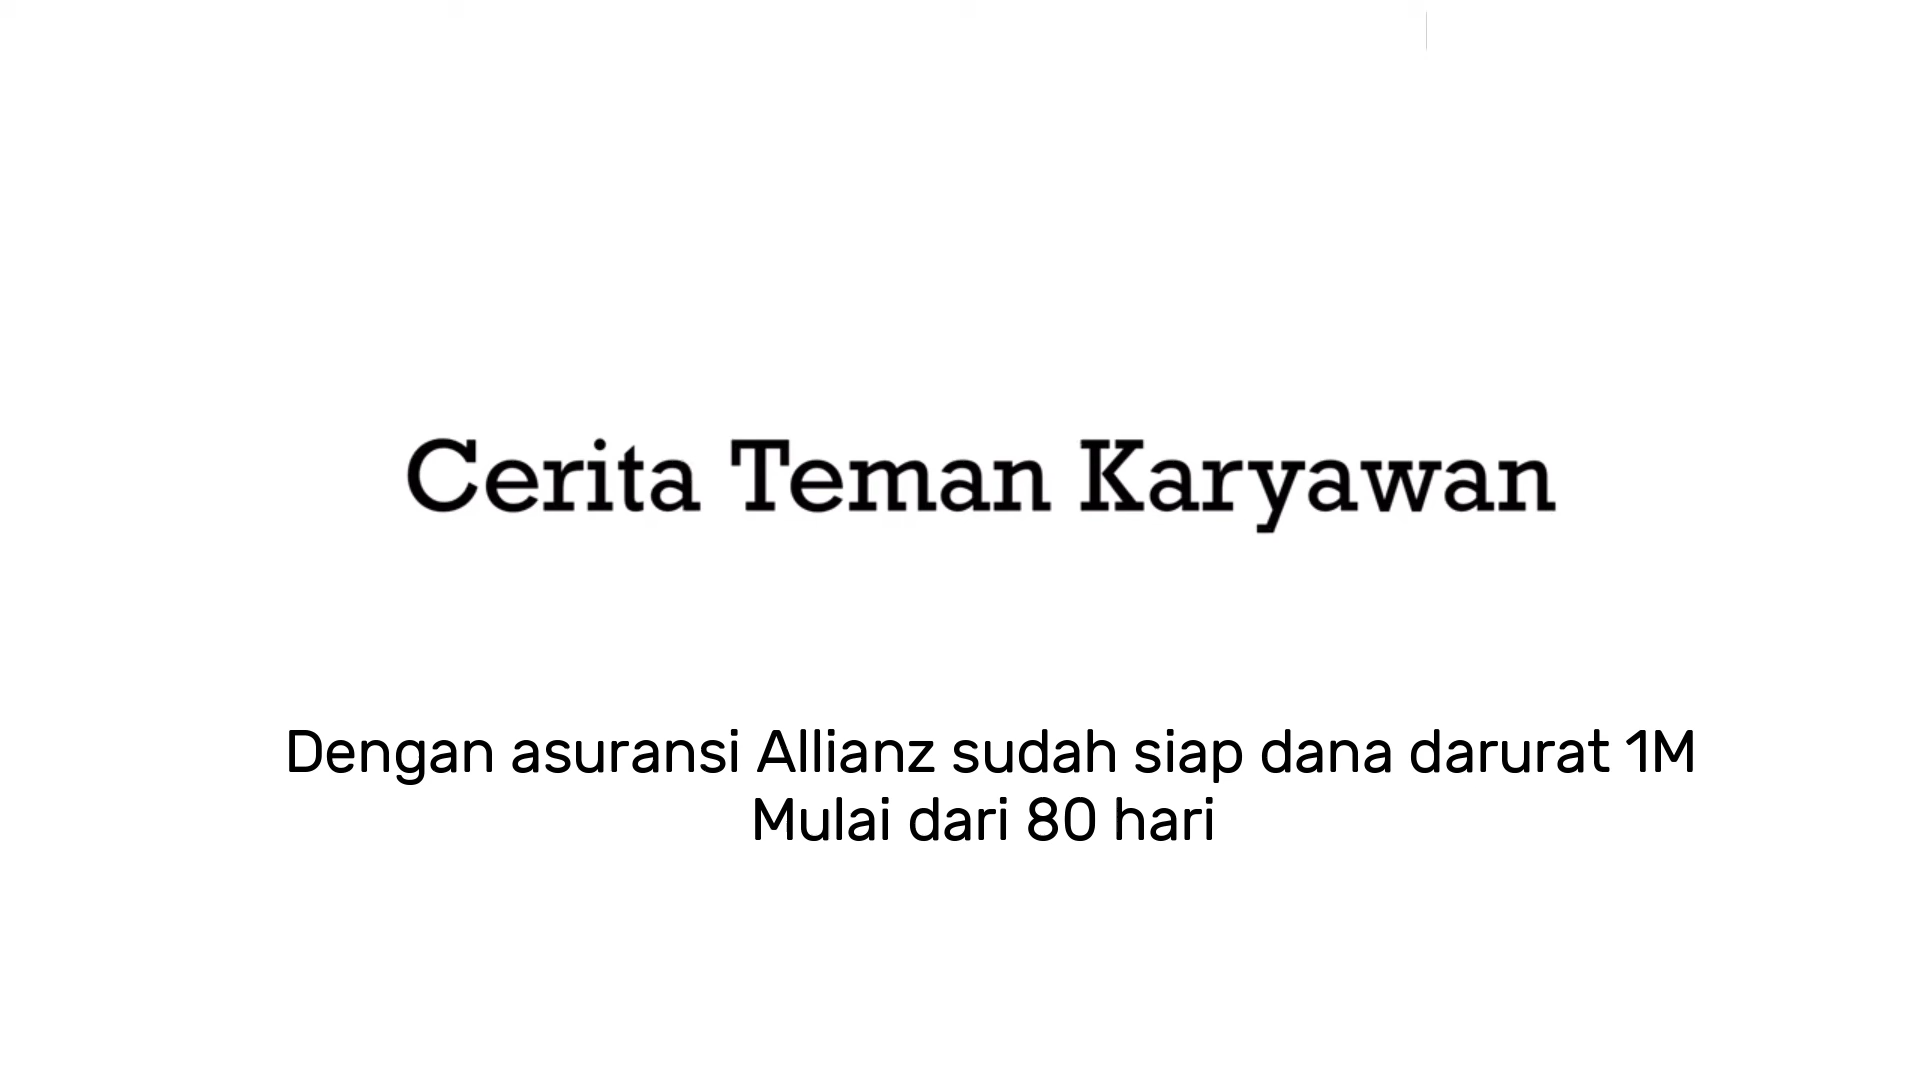 Cerita Teman Karyawan
Dengan asuransi Allianz sudah siap dana darurat 1M
Mulai dari 80 hari